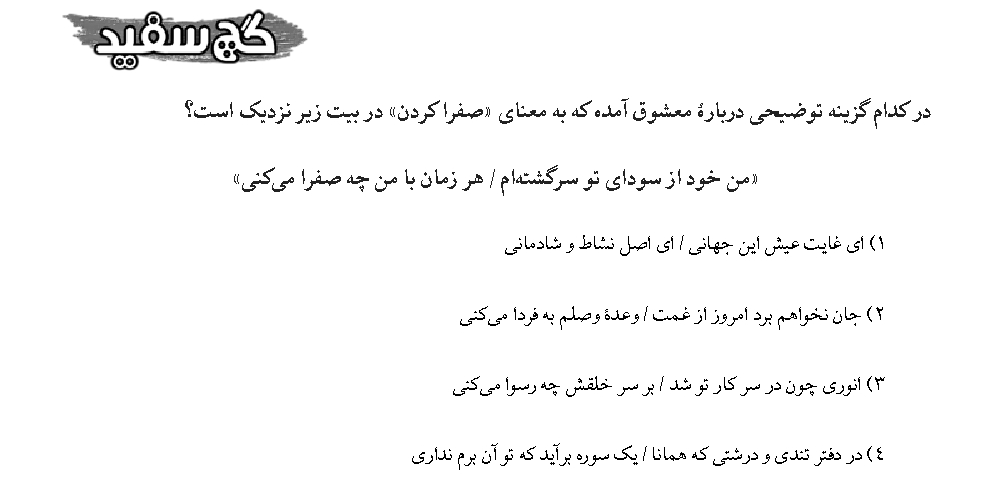 گچ سفید
در کدام گزینه توضیحی دربارهٔ معشوق آمده که به معنای «صفرا کردن» در بیت زیر نزدیک است؟
«من خود از سودای تو سرگشته‌ام / هر زمان با من چه صفرا می‌کنی»
۱) ای غایت عیش این جهانی / ای اصل نشاط و شادمانی
۲) جان نخواهم برد امروز از غمت / وعدهٔ وصلم به فردا می‌کنی
۳) انوری چون در سر کار تو شد / بر سر خلقش چه رسوا می‌کنی
٤) در دفتر تندی و درشتی که همانا / یک سوره برآید که تو آن برم نداری